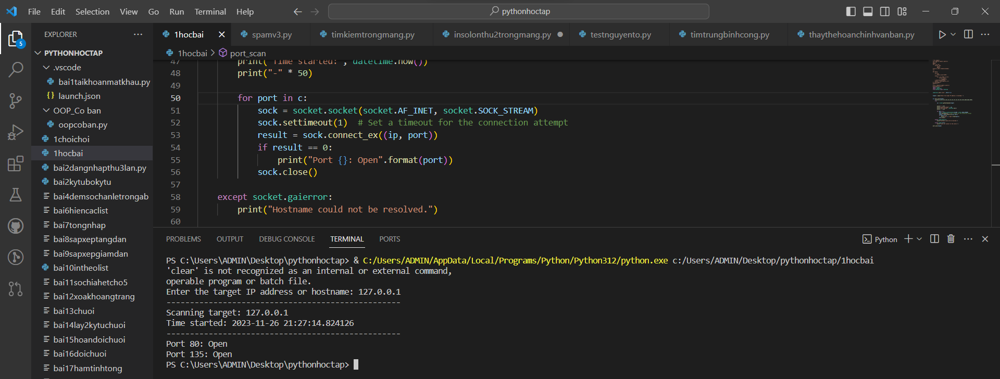 File Edit Selection View Go Run Terminal Help
pythonhoctap
EXPLORER
1hocbai
spamv3.py
timkiemtrongmang.py
insolonthu2trongmang.py
testnguyento.py
timtrungbinhcong.py
thaythehoanchinhvanban.py
1hocbai > port_scan
5
PYTHONHOCTAP
.vscode
bai1taikhoanmatkhau.py
{} launch.json
OOP_Co ban
oopcoban.py
1choichoi
1hocbai
bai2dangnhapthu3lan.py
bai2kytubokytu
bai4demsochanletrongab
bai6hiencaclist
bai7tongnhap
bai8sapxeptangdan
bai9sapxepgiamdan
bai10intheolist
bai11sochiahetcho5
bai12xoakhoangtrang
bai13chuoi
bai14lay2kytuchuoi
bai15hoandoichuoi
bai16doichuoi
bai17hamtinhtong
47 print("Time started: ", datetime.now())
48 print("-" * 50)
49
50 for port in c:
51 sock = socket.socket(socket.AF_INET, socket.SOCK_STREAM)
52 sock.settimeout(1) # Set a timeout for the connection attempt
53 result = sock.connect_ex((ip, port))
54 if result == 0:
55 print("Port {}: Open".format(port))
56 sock.close()
57
58 except socket.gaierror:
59 print("Hostname could not be resolved.")
60
PROBLEMS OUTPUT DEBUG CONSOLE TERMINAL PORTS
Python
PS C:\Users\ADMIN\Desktop\pythonhoctap> & C:/Users/ADMIN/AppData/Local/Programs/Python/Python312/python.exe c:/Users/ADMIN/Desktop/pythonhoctap/1hocbai
'clear' is not recognized as an internal or external command,
operable program or batch file.
Enter the target IP address or hostname: 127.0.0.1
--------------------------------------------------
Scanning target: 127.0.0.1
Time started: 2023-11-26 21:27:14.824126
--------------------------------------------------
Port 80: Open
Port 135: Open
PS C:\Users\ADMIN\Desktop\pythonhoctap>